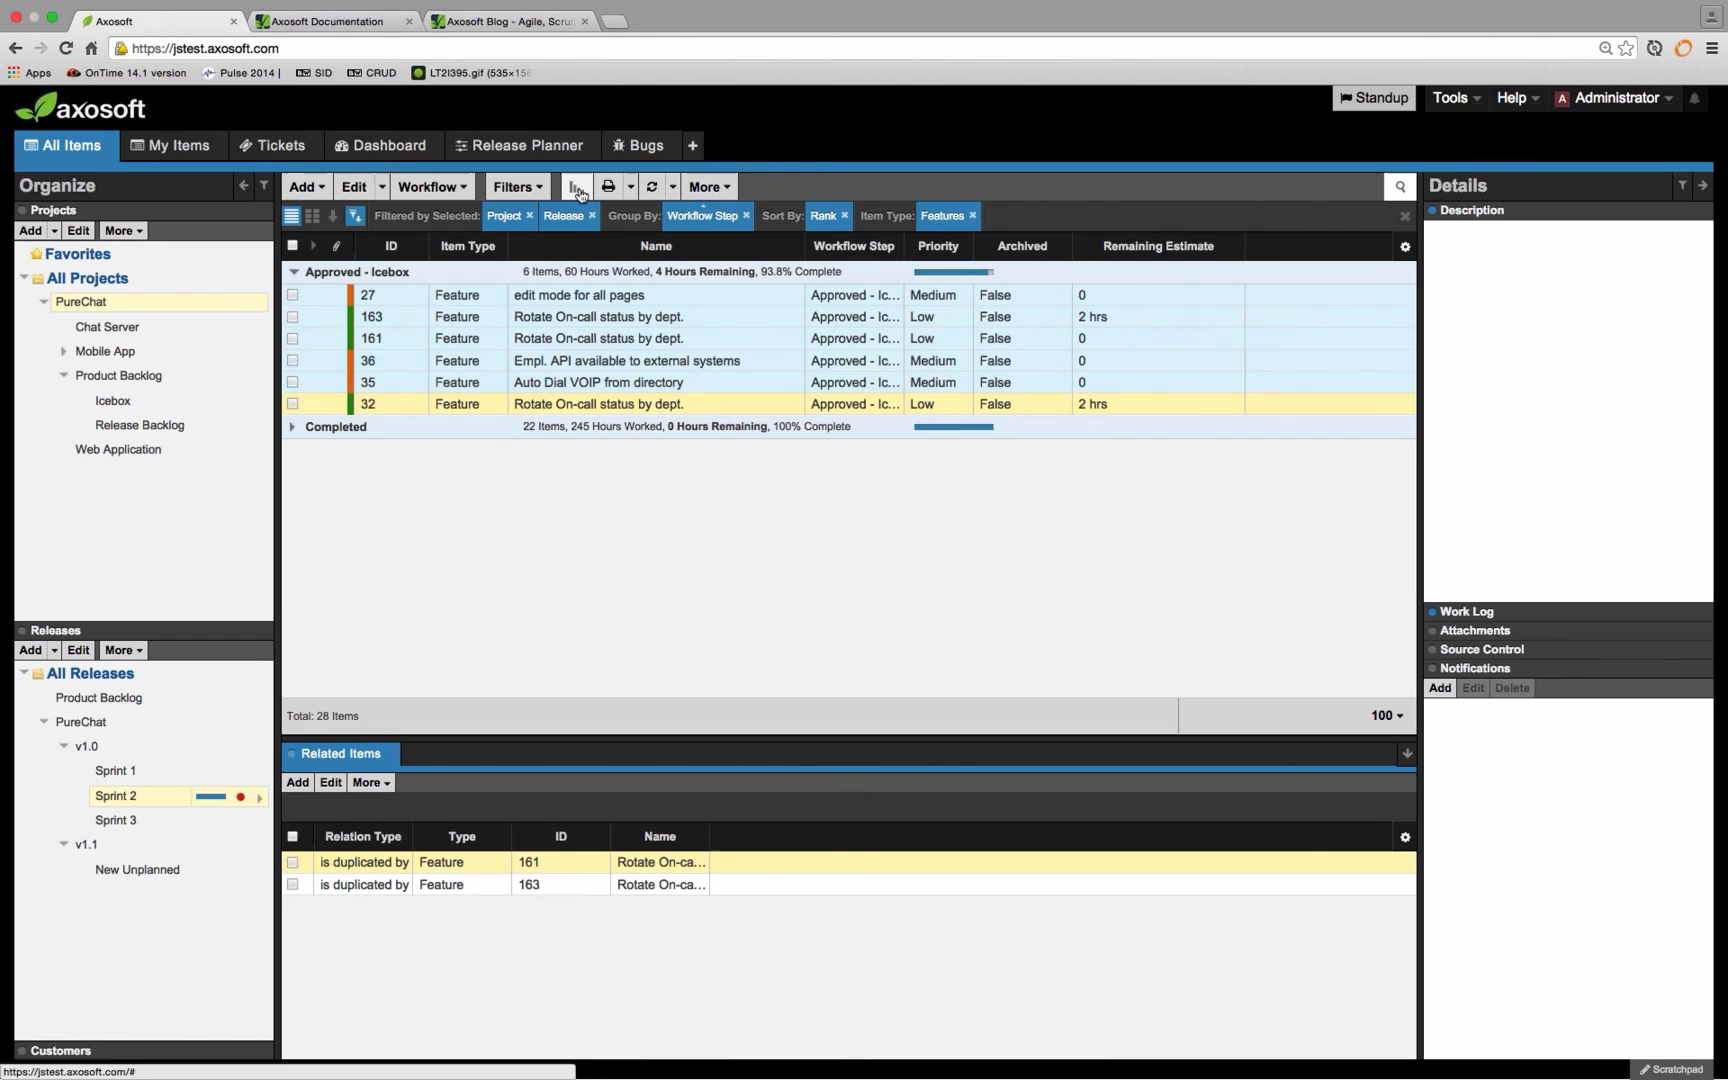 Axosoft
Axosoft Documentation
Axosoft Blog - Agile, Scru
https://jstest.axosoft.com
Apps
OnTime 14.1 version
Pulse 2014 |
SID
CRUD
LT2I395.gif (535×15
axosoft
Standup
Tools
Help
A Administrator
All Items
My Items
Tickets
Dashboard
Release Planner
Bugs
+
Organize
Projects
Add Edit More
Favorites
All Projects
PureChat
Chat Server
Mobile App
Product Backlog
Icebox
Release Backlog
Web Application
Releases
Add Edit More
All Releases
Product Backlog
PureChat
v1.0
Sprint 1
Sprint 2
Sprint 3
v1.1
New Unplanned
Customers
https://jstest.axosoft.com/#
Add Edit Workflow Filters More
Filtered by Selected: Project × Release × Group By: Workflow Step × Sort By: Rank × Item Type: Features ×
ID Item Type Name Workflow Step Priority Archived Remaining Estimate
Approved - Icebox 6 Items, 60 Hours Worked, 4 Hours Remaining, 93.8% Complete
27 Feature edit mode for all pages Approved - Ic... Medium False 0
163 Feature Rotate On-call status by dept. Approved - Ic... Low False 2 hrs
161 Feature Rotate On-call status by dept. Approved - Ic... Low False 0
36 Feature Empl. API available to external systems Approved - Ic... Medium False 0
35 Feature Auto Dial VOIP from directory Approved - Ic... Medium False 0
32 Feature Rotate On-call status by dept. Approved - Ic... Low False 2 hrs
Completed 22 Items, 245 Hours Worked, 0 Hours Remaining, 100% Complete
Total: 28 Items 100
Related Items
Add Edit More
Relation Type Type ID Name
is duplicated by Feature 161 Rotate On-ca...
is duplicated by Feature 163 Rotate On-ca...
Details
Description
Work Log
Attachments
Source Control
Notifications
Add Edit Delete
Scratchpad